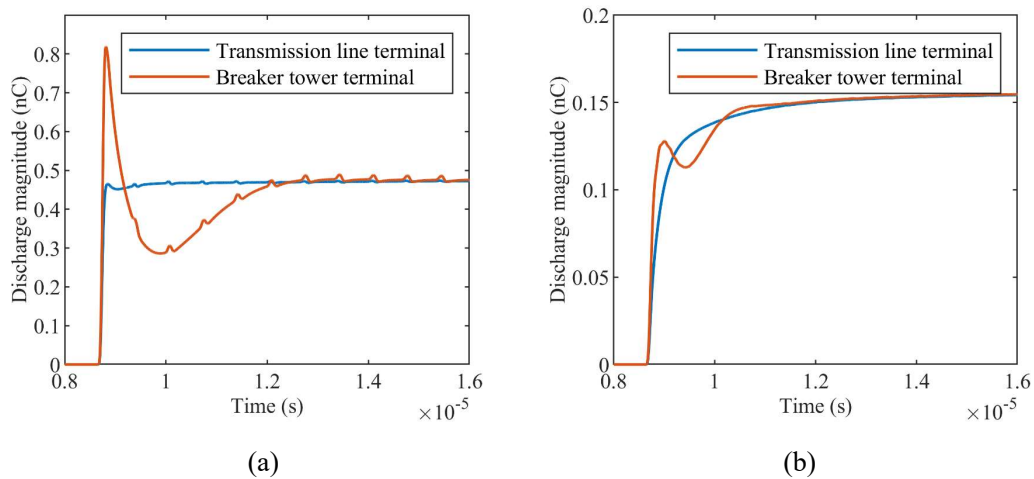 Transmission line terminal
Breaker tower terminal
Discharge magnitude (nC)
0.8
0.7
0.6
0.5
0.4
0.3
0.2
0.1
0
0.8
1
1.2
1.4
1.6
Time (s)
×10-5
(a)
Transmission line terminal
Breaker tower terminal
Discharge magnitude (nC)
0.2
0.15
0.1
0.05
0
0.8
1
1.2
1.4
1.6
Time (s)
×10-5
(b)